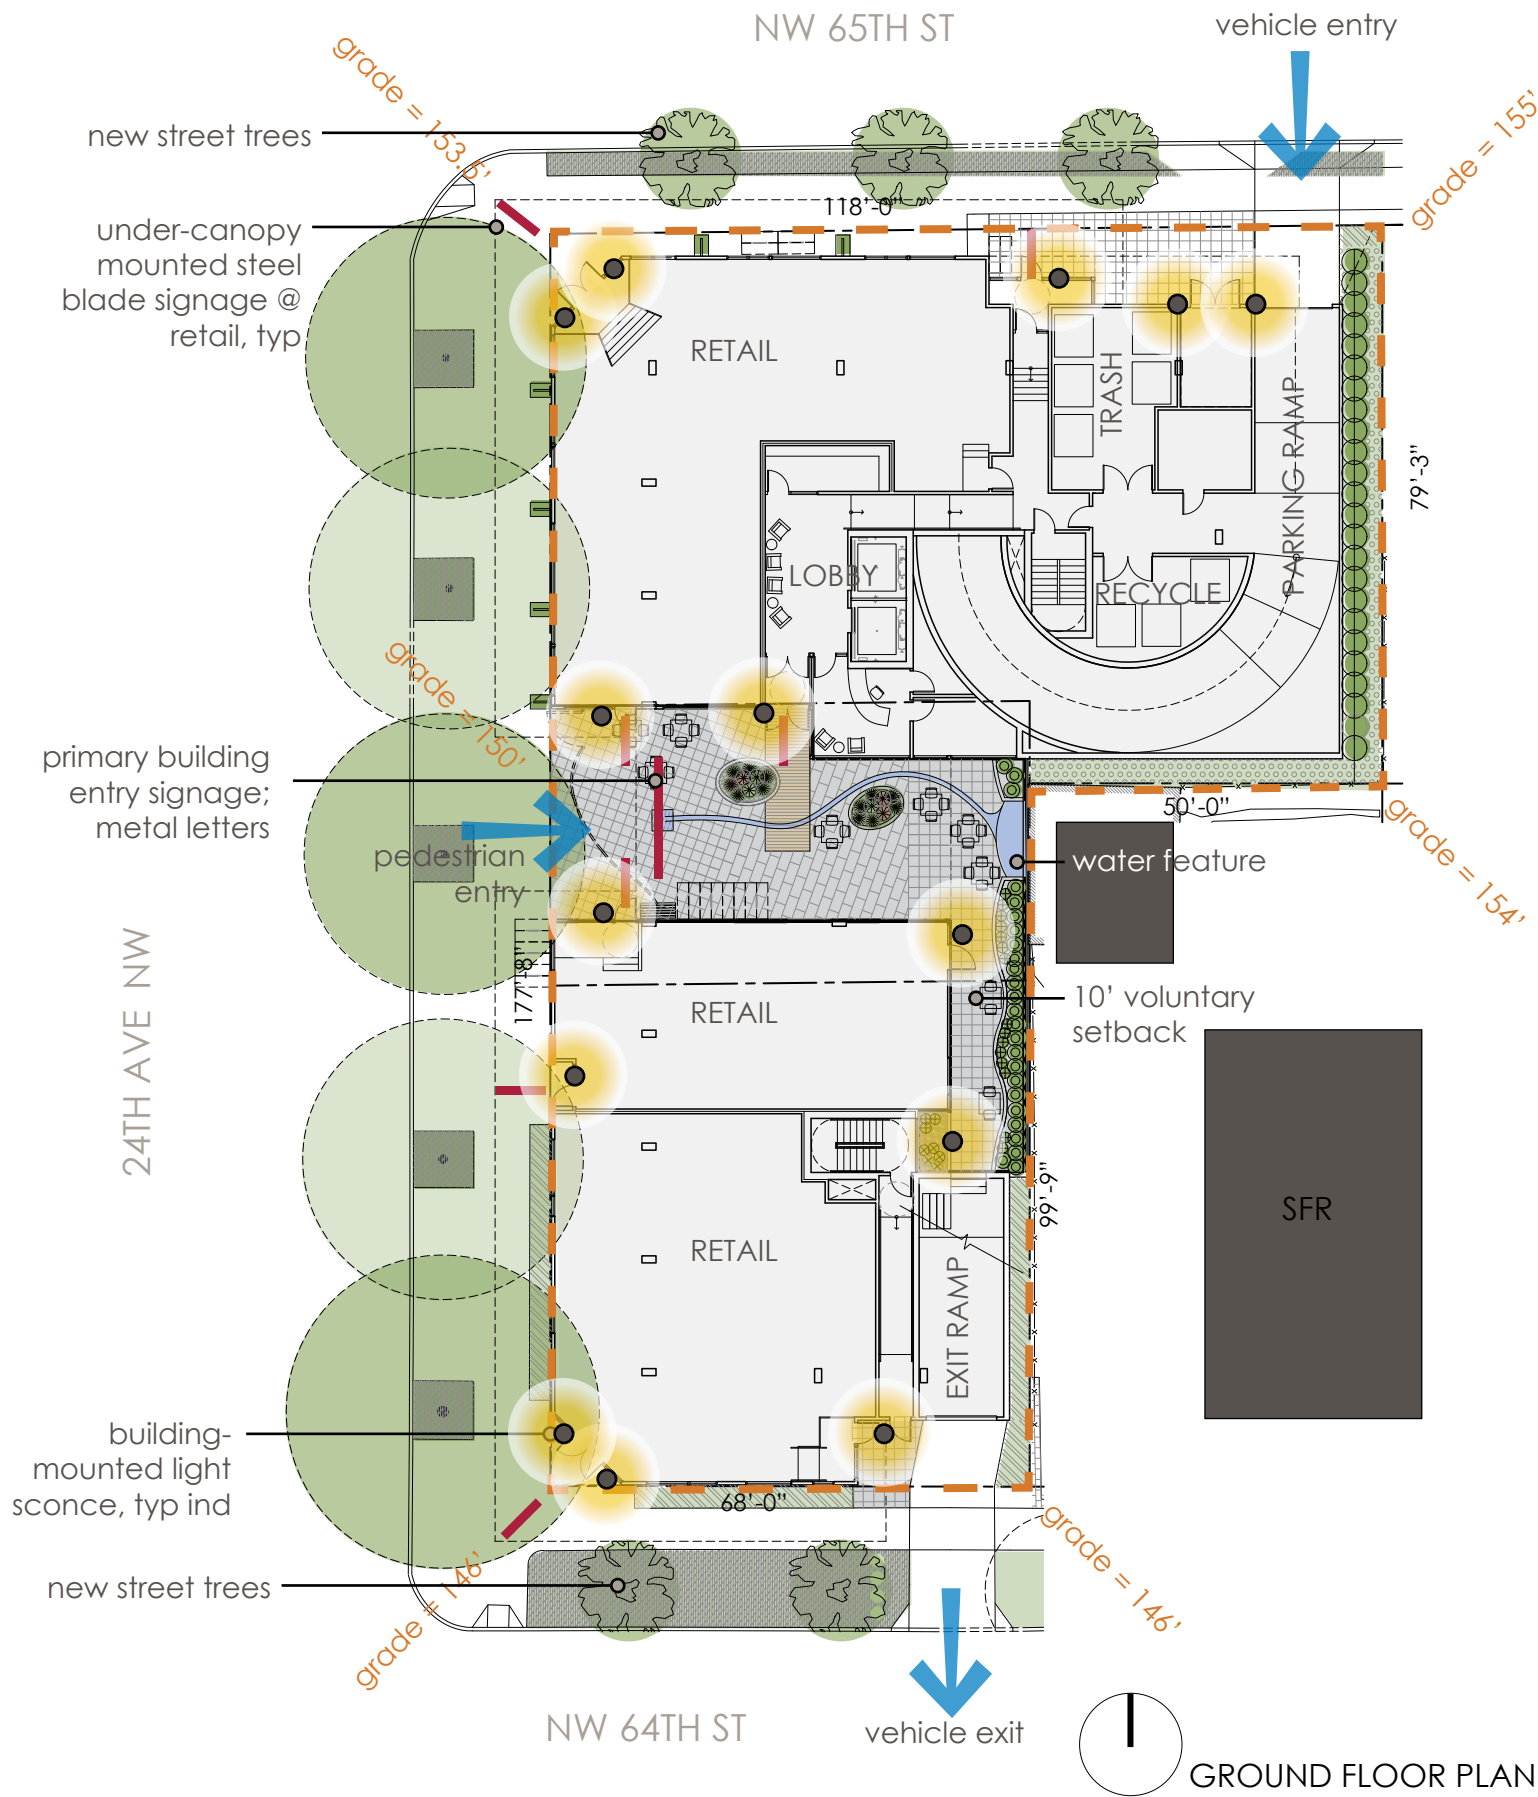 NW 65TH ST
vehicle entry
grade = 153.5'
grade = 155'
new street trees
118'-0"
under-canopy
mounted steel
blade signage @
retail, typ
RETAIL
TRASH
PARKING RAMP
79'-3"
LOBBY
RECYCLE
grade = 150'
primary building
entry signage;
metal letters
50'-0"
grade = 154'
pedestrian
entry
water feature
24TH AVE NW
177'-8"
RETAIL
10' voluntary
setback
99'-9"
SFR
RETAIL
EXIT RAMP
building-
mounted light
sconce, typ ind
68'-0"
grade = 146'
grade = 146'
new street trees
NW 64TH ST
vehicle exit
GROUND FLOOR PLAN